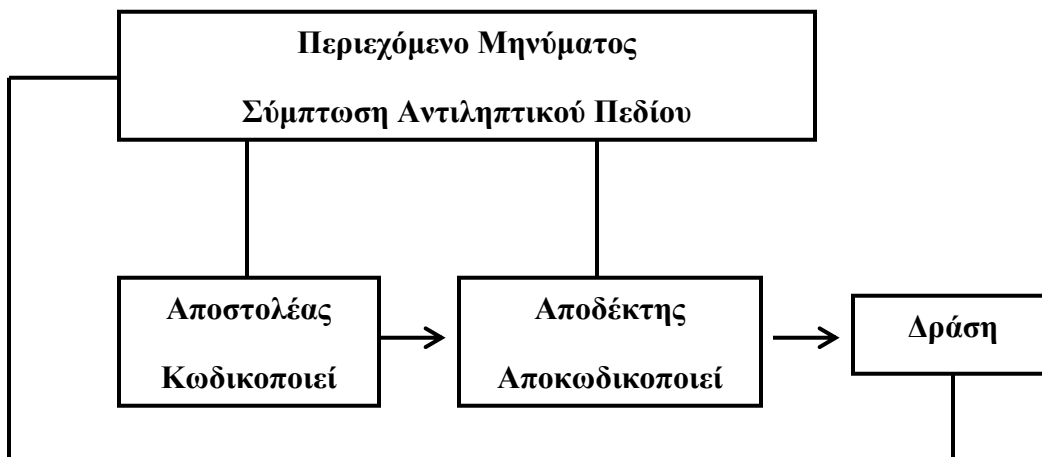 Περιεχόμενο Μηνύματος
Σύμπτωση Αντιληπτικού Πεδίου
Αποστολέας
Κωδικοποιεί
Αποδέκτης
Αποκωδικοποιεί
Δράση